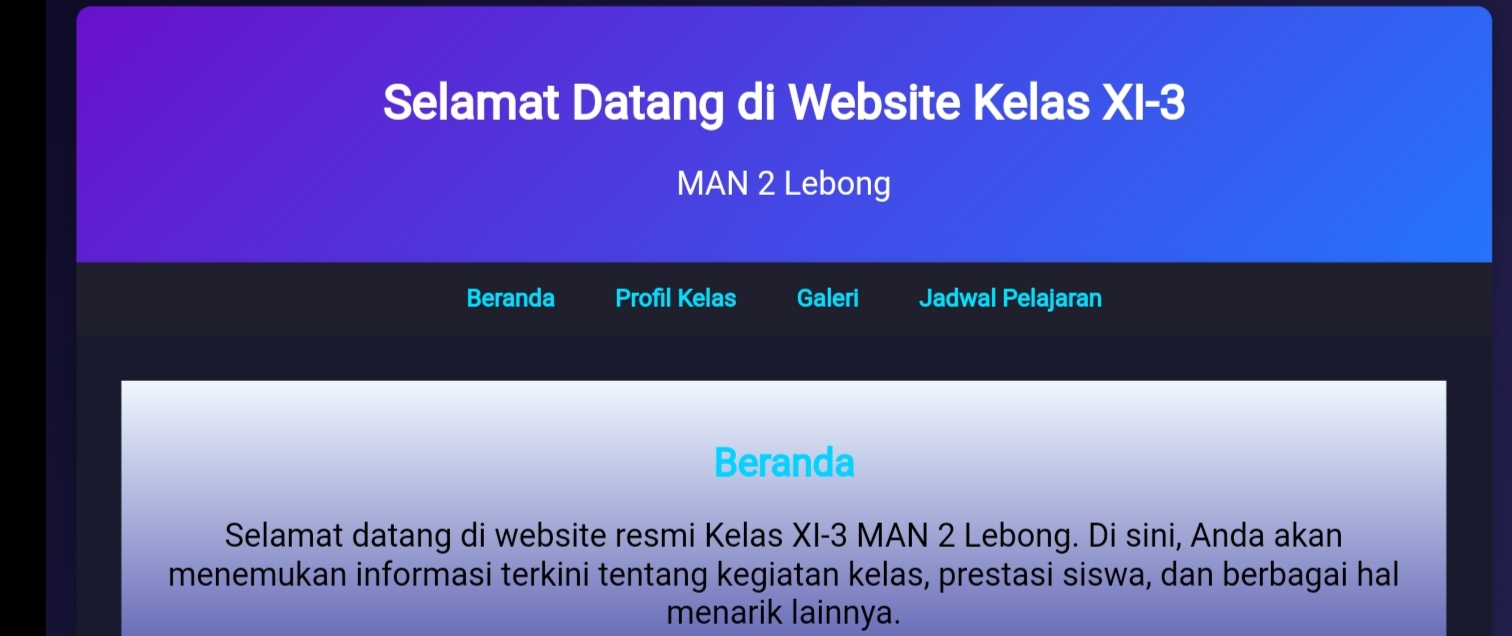 Selamat Datang di Website Kelas XI-3
MAN 2 Lebong
Beranda Profil Kelas Galeri Jadwal Pelajaran
Beranda
Selamat datang di website resmi Kelas XI-3 MAN 2 Lebong. Di sini, Anda akan
menemukan informasi terkini tentang kegiatan kelas, prestasi siswa, dan berbagai hal
menarik lainnya.